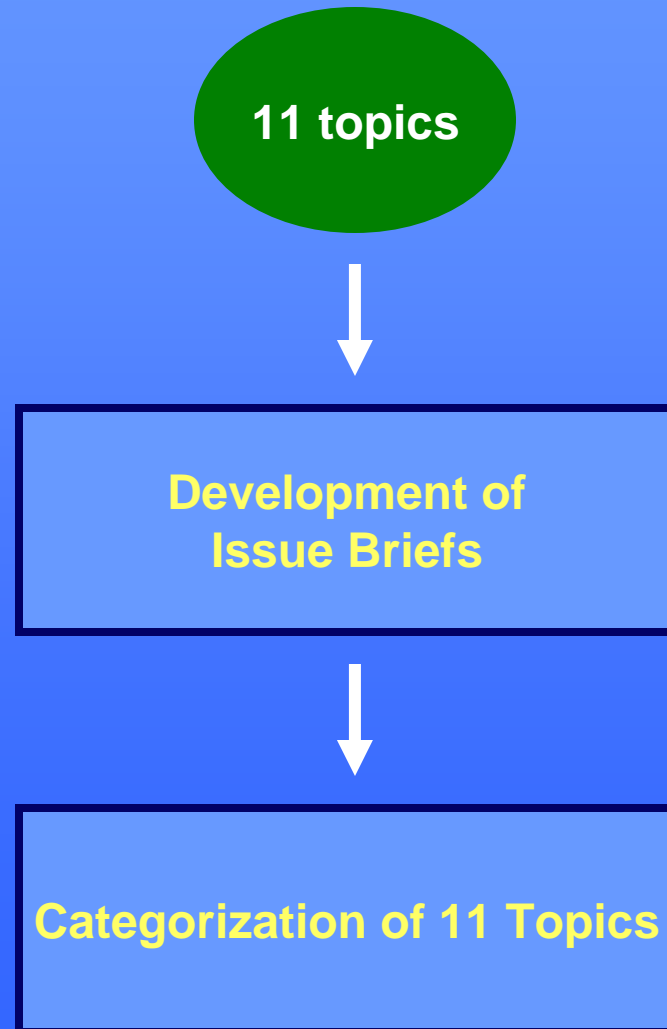 11 topics
Development of
Issue Briefs
Categorization of 11 Topics